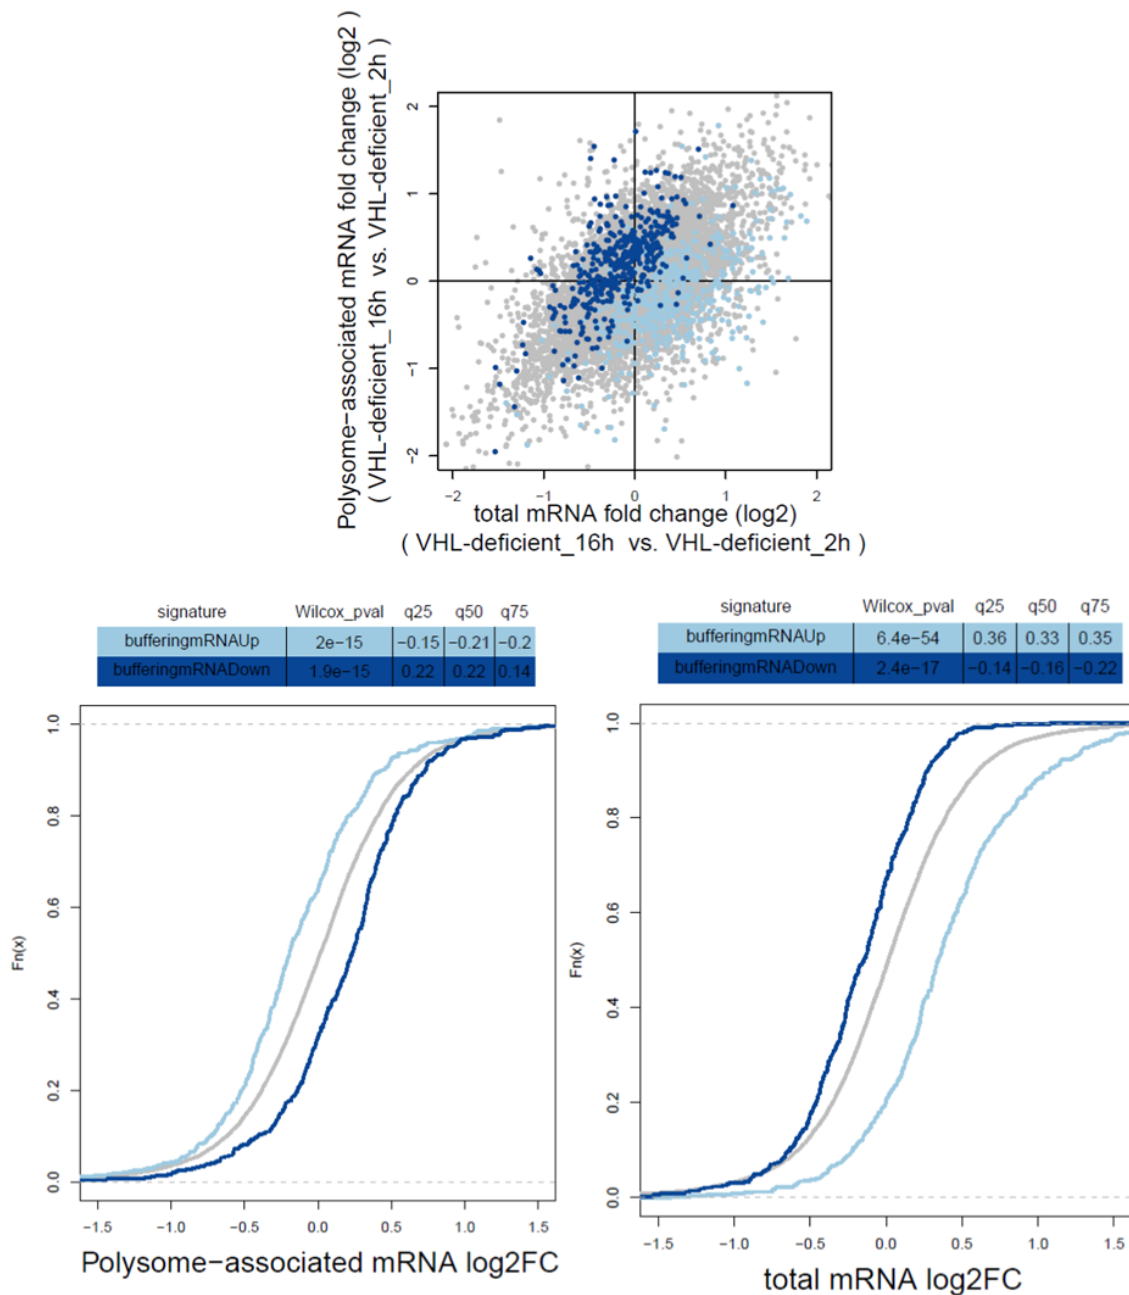 Polysome−associated mRNA fold change (log2 )
( VHL-deficient_16h vs. VHL-deficient_2h )
2
1
0
−1
−2
−2 −1 0 1 2
total mRNA fold change (log2)
( VHL-deficient_16h vs. VHL-deficient_2h )
signature Wilcox_pval q25 q50 q75
bufferingmRNAUp 2e−15 −0.15 −0.21 −0.2
bufferingmRNADown 1.9e−15 0.22 0.22 0.14
Fn(x)
1.0
0.8
0.6
0.4
0.2
0.0
−1.5 −1.0 −0.5 0.0 0.5 1.0 1.5
Polysome−associated mRNA log2FC
signature Wilcox_pval q25 q50 q75
bufferingmRNAUp 6.4e−54 0.36 0.33 0.35
bufferingmRNADown 2.4e−17 −0.14 −0.16 −0.22
Fn(x)
1.0
0.8
0.6
0.4
0.2
0.0
−1.5 −1.0 −0.5 0.0 0.5 1.0 1.5
total mRNA log2FC